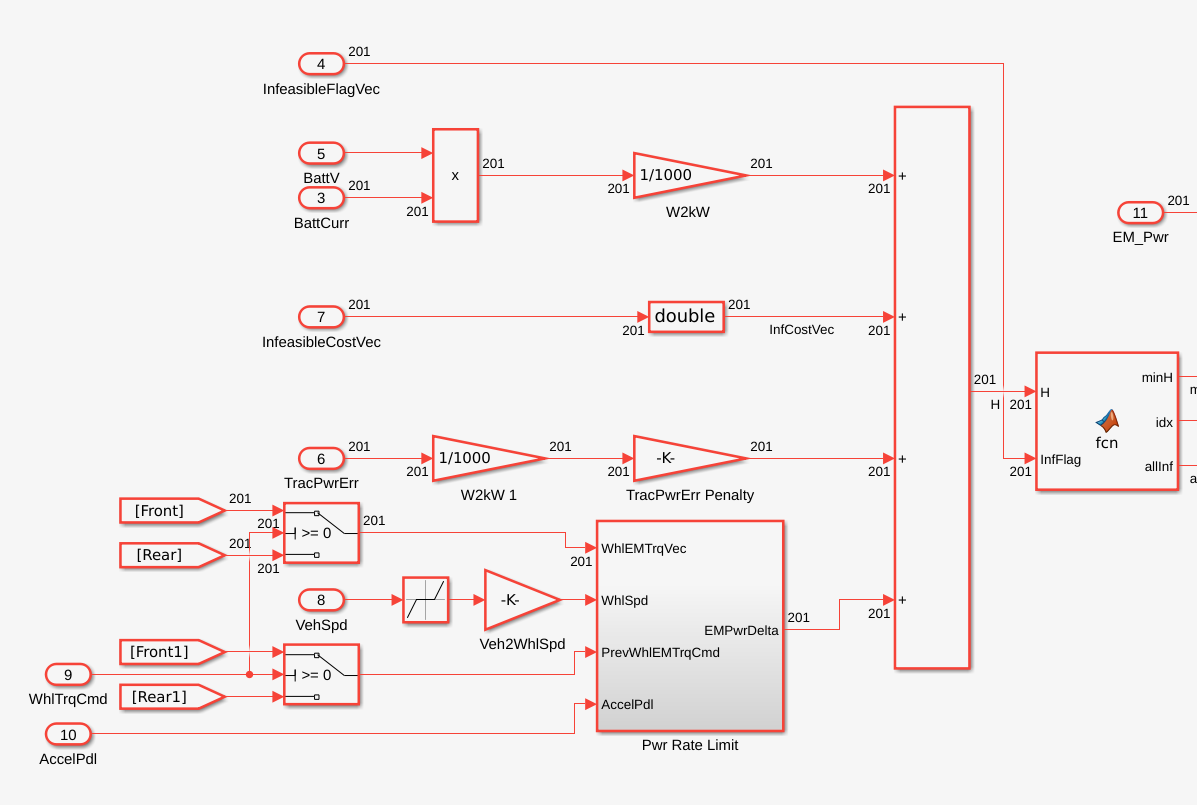 201
4
InfeasibleFlagVec
5
BattV
201
3
BattCurr
201
x
201
201
1/1000
W2kW
201
201
+
11
201
EM_Pwr
7
201
InfeasibleCostVec
201
double
201
InfCostVec
201
+
201
H
201
H
InfFlag
201
minH
idx
allInf
fcn
m
a
6
201
TracPwrErr
201
1/1000
W2kW 1
201
201
-K-
TracPwrErr Penalty
201
201
+
[Front]
201
201
>= 0
201
[Rear]
201
201
8
VehSpd
-K-
Veh2WhlSpd
201
WhlEMTrqVec
WhlSpd
EMPwrDelta
PrevWhlEMTrqCmd
AccelPdl
Pwr Rate Limit
201
201
+
[Front1]
9
WhlTrqCmd
>= 0
[Rear1]
10
AccelPdl